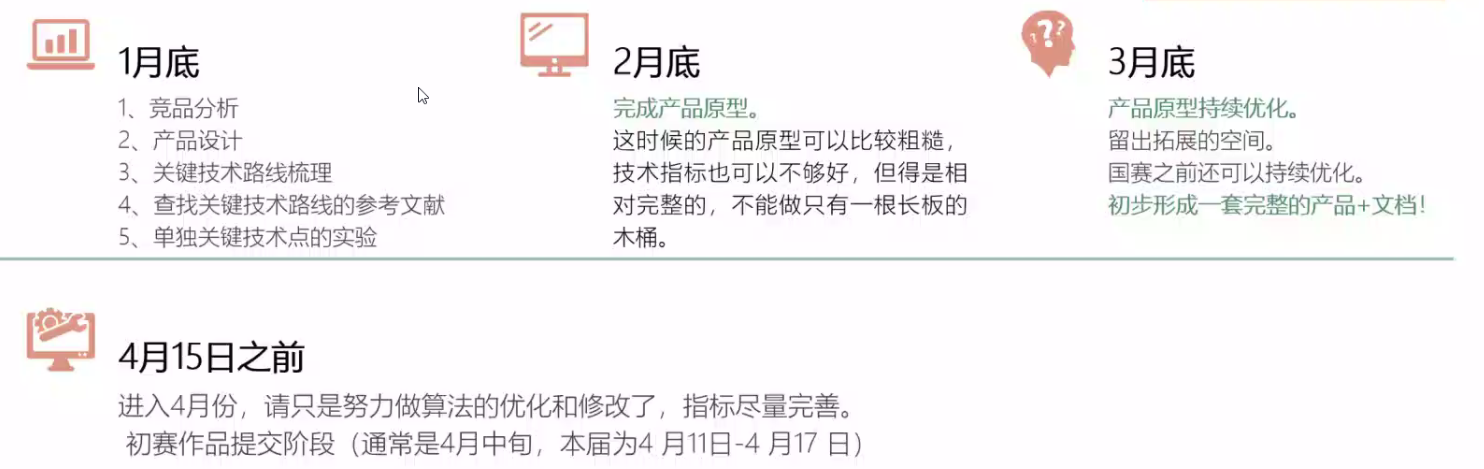 1月底
1、竞品分析
2、产品设计
3、关键技术路线梳理
4、查找关键技术路线的参考文献
5、单独关键技术点的实验
2月底
完成产品原型。
这时候的产品原型可以比较粗糙，
技术指标也可以不够好，但得是相
对完整的，不能做只有一根长板的
木桶。
3月底
产品原型持续优化。
留出拓展的空间。
国赛之前还可以持续优化。
初步形成一套完整的产品+文档！
4月15日之前
进入4月份，请只是努力做算法的优化和修改了，指标尽量完善。
初赛作品提交阶段（通常是4月中旬，本届为4 月11日-4 月17 日）